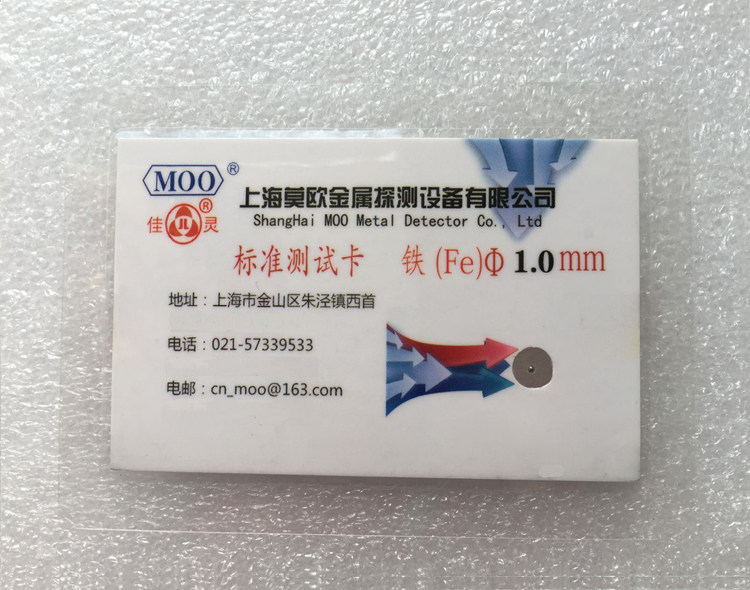 MOO®
佳 JL® 灵
上海莫欧金属探测设备有限公司
ShangHai MOO Metal Detector Co., Ltd
标准测试卡 铁(Fe)Φ 1.0mm
地址：上海市金山区朱泾镇西首
电话：021-57339533
电邮：cn_moo@163.com